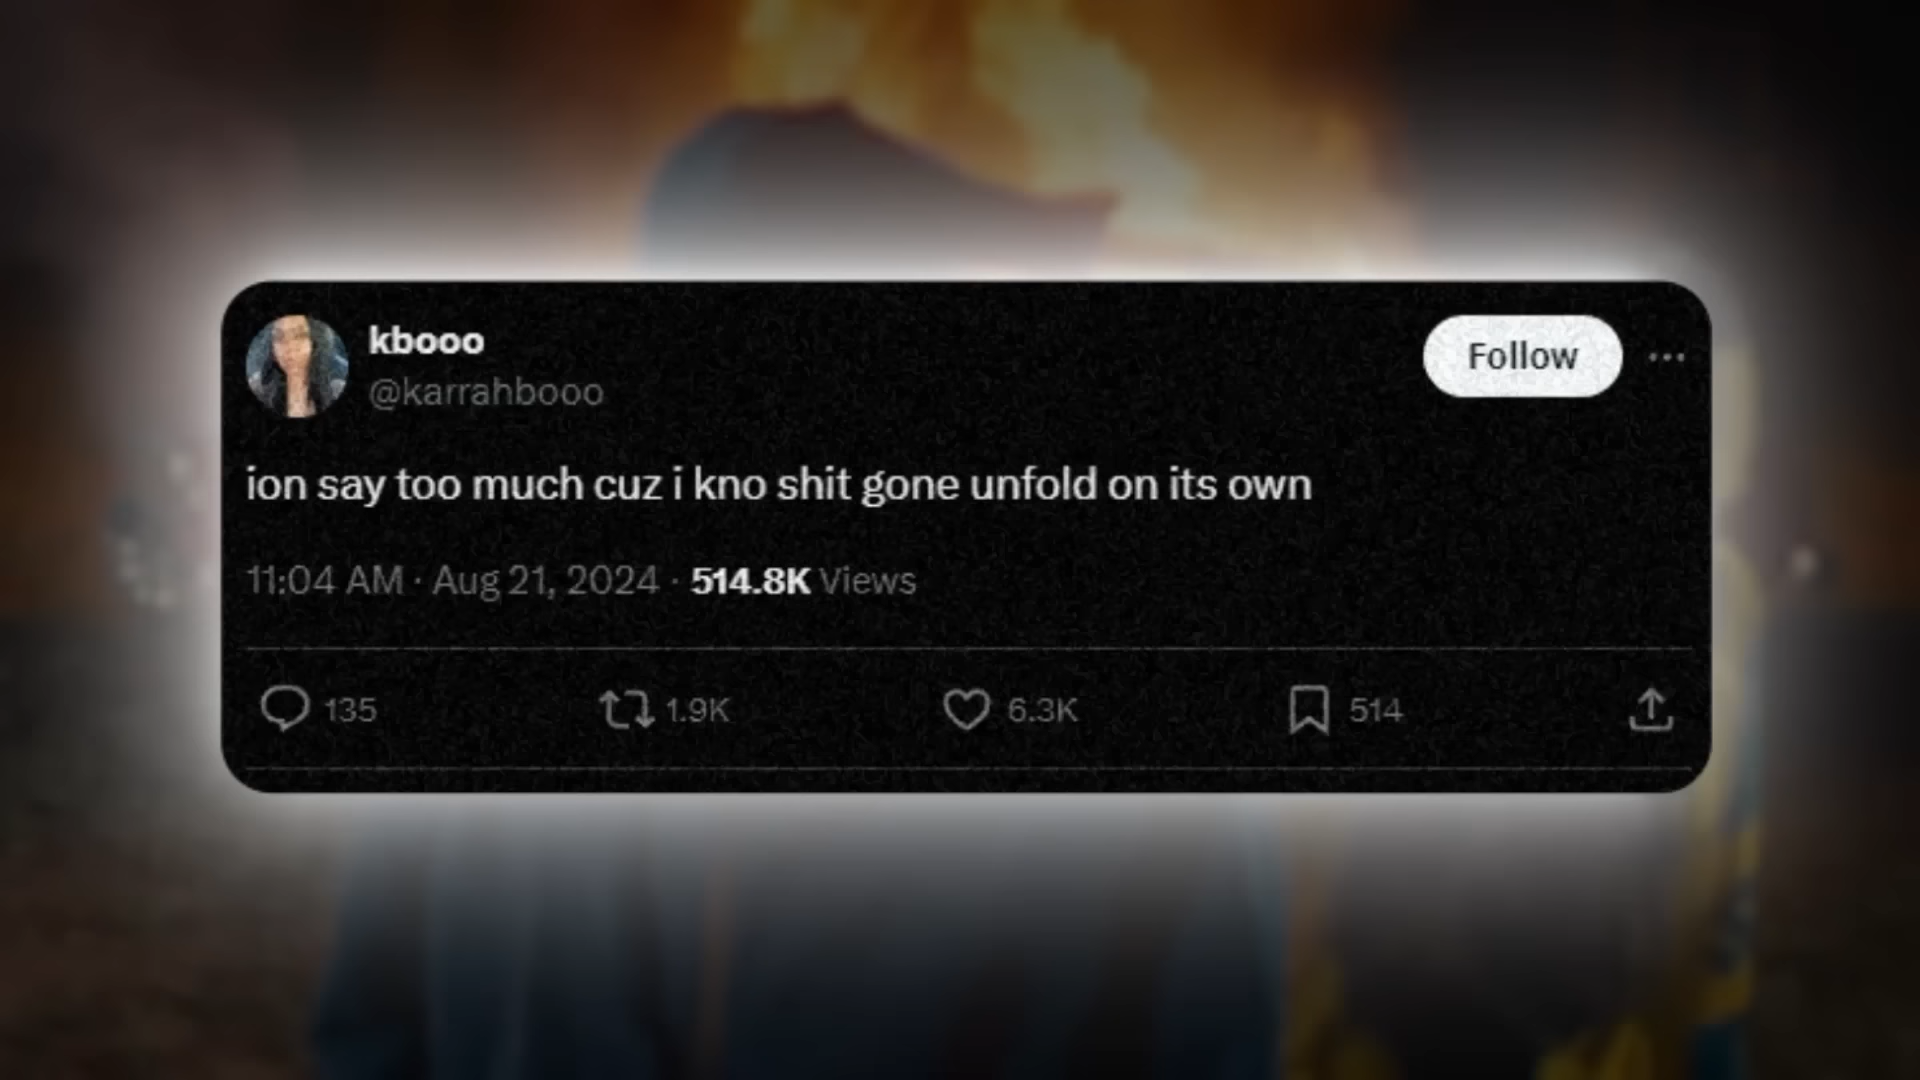 kbooo
@karrahbooo
Follow
ion say too much cuz i kno shit gone unfold on its own
11:04 AM · Aug 21, 2024 · 514.8K Views
135 1.9K 6.3K 514